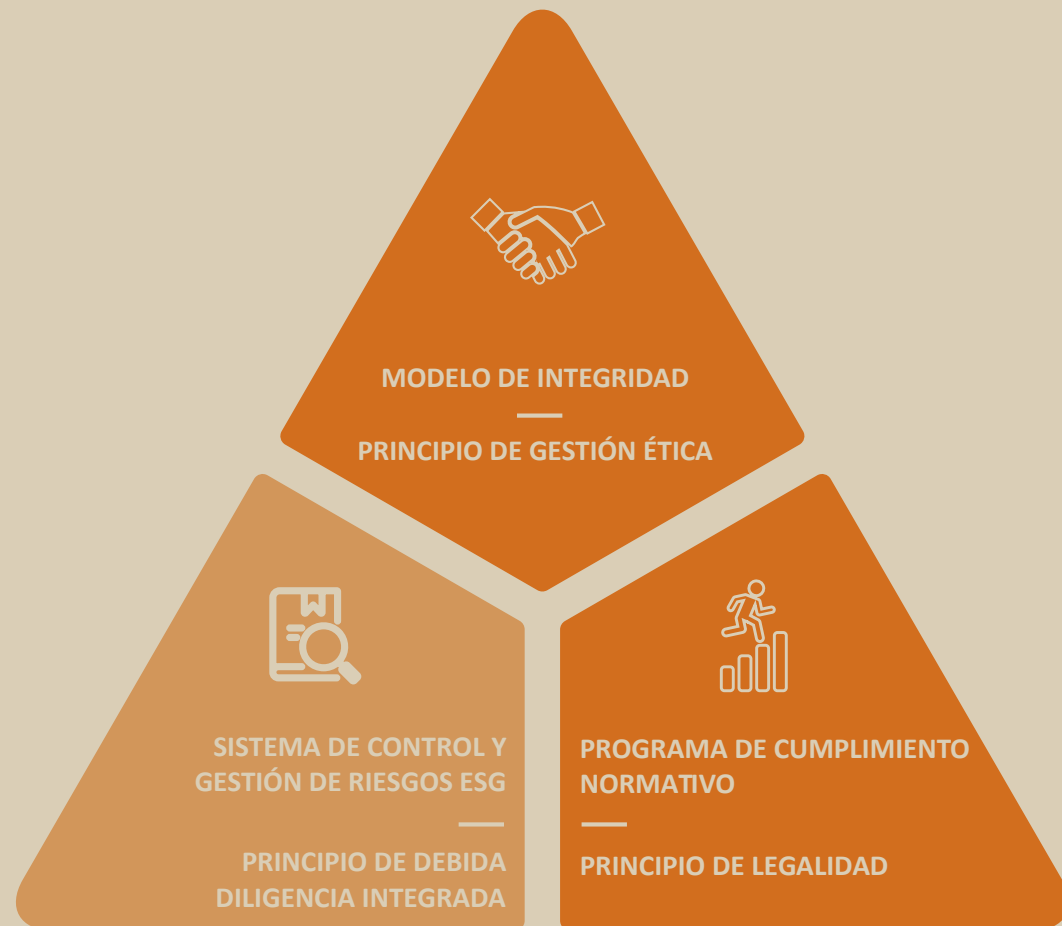 MODELO DE INTEGRIDAD
PRINCIPIO DE GESTIÓN ÉTICA
SISTEMA DE CONTROL Y
GESTIÓN DE RIESGOS ESG
PRINCIPIO DE DEBIDA
DILIGENCIA INTEGRADA
PROGRAMA DE CUMPLIMIENTO
NORMATIVO
PRINCIPIO DE LEGALIDAD